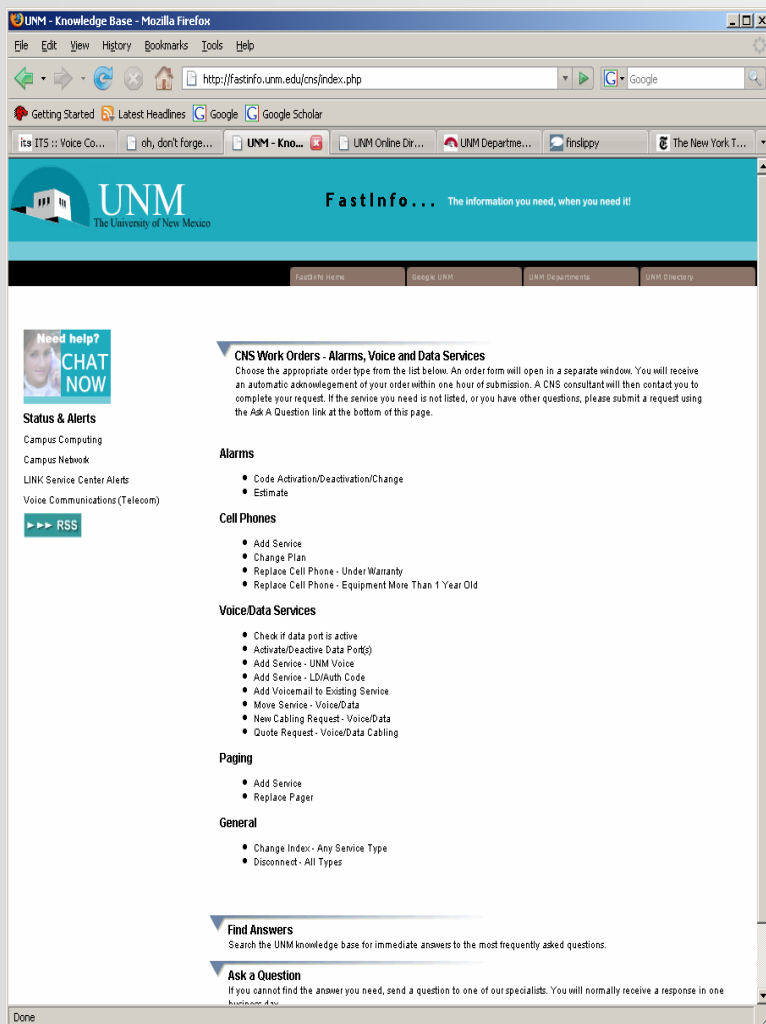 UNM - Knowledge Base - Mozilla Firefox
File Edit View History Bookmarks Tools Help
http://fastinfo.unm.edu/cns/index.php
G Google
Getting Started Latest Headlines G Google G Google Scholar
its ITS :: Voice Co... oh, don't forge... UNM - Kno... UNM Online Dir... UNM Departme... finslippy The New York T...
UNM
The University of New Mexico
FastInfo... The information you need, when you need it!
FastInfo Home Google UNM UNM Departments UNM Directory
Need help?
CHAT
NOW
Status & Alerts
Campus Computing
Campus Network
LINK Service Center Alerts
Voice Communications (Telecom)
RSS
CNS Work Orders - Alarms, Voice and Data Services
Choose the appropriate order type from the list below. An order form will open in a separate window. You will receive
an automatic acknowlegement of your order within one hour of submission. A CNS consultant will then contact you to
complete your request. If the service you need is not listed, or you have other questions, please submit a request using
the Ask A Question link at the bottom of this page.
Alarms
Code Activation/Deactivation/Change
Estimate
Cell Phones
Add Service
Change Plan
Replace Cell Phone - Under Warranty
Replace Cell Phone - Equipment More Than 1 Year Old
Voice/Data Services
Check if data port is active
Activate/Deactive Data Port(s)
Add Service - UNM Voice
Add Service - LD/Auth Code
Add Voicemail to Existing Service
Move Service - Voice/Data
New Cabling Request - Voice/Data
Quote Request - Voice/Data Cabling
Paging
Add Service
Replace Pager
General
Change Index - Any Service Type
Disconnect - All Types
Find Answers
Search the UNM knowledge base for immediate answers to the most frequently asked questions.
Ask a Question
If you cannot find the answer you need, send a question to one of our specialists. You will normally receive a response in one
business day
Done